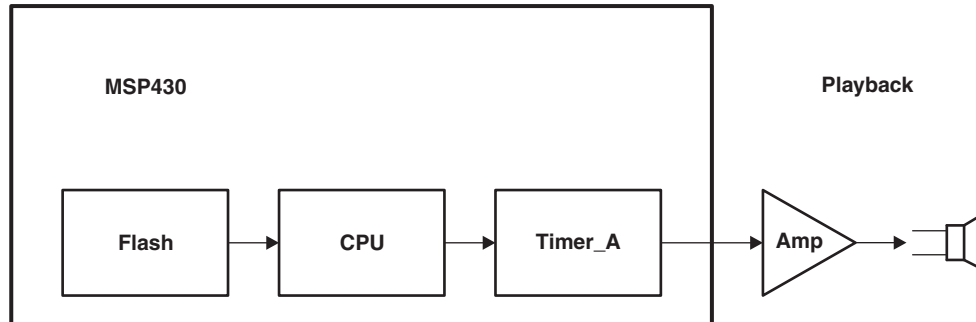 MSP430
Playback
Flash
CPU
Timer_A
Amp